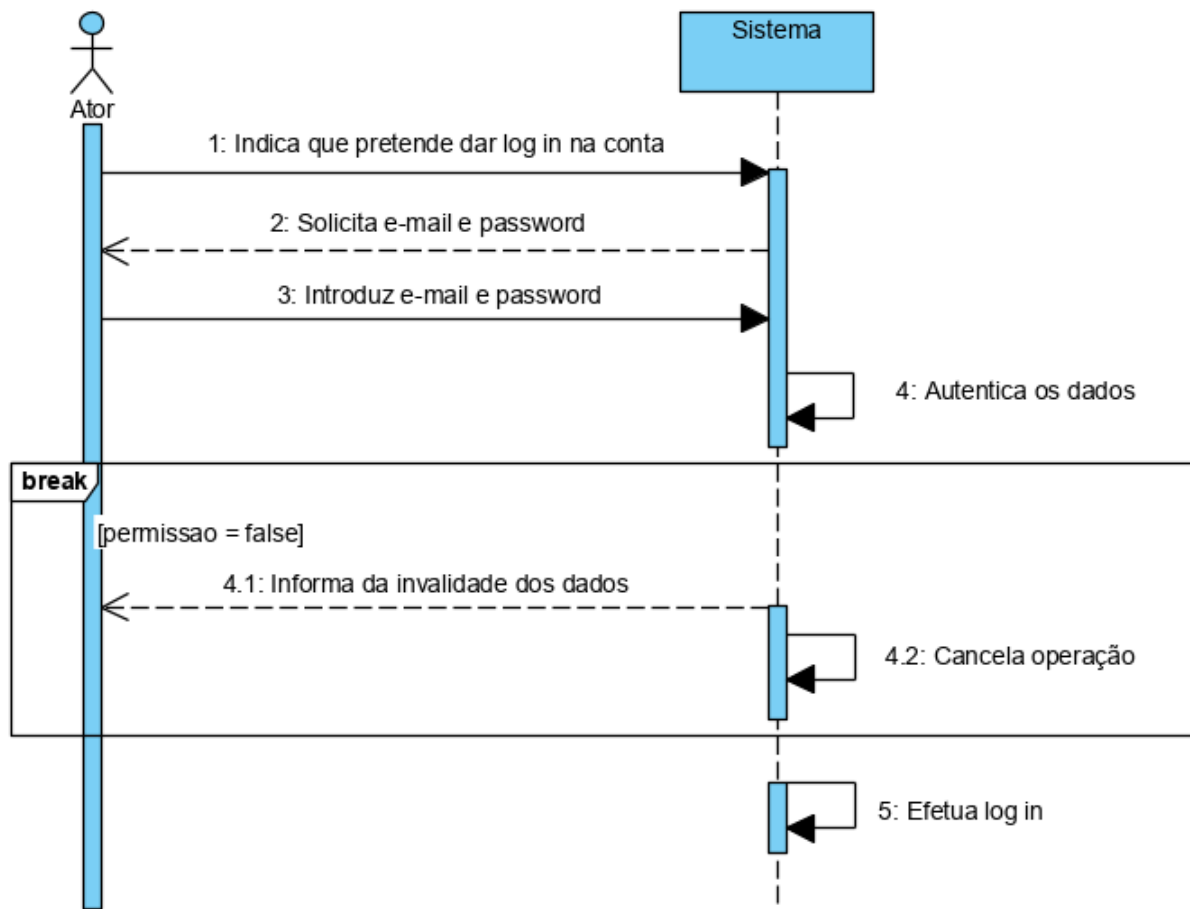 Sistema
Ator
1: Indica que pretende dar log in na conta
2: Solicita e-mail e password
3: Introduz e-mail e password
4: Autentica os dados
break
[permissao = false]
4.1: Informa da invalidade dos dados
4.2: Cancela operação
5: Efetua log in